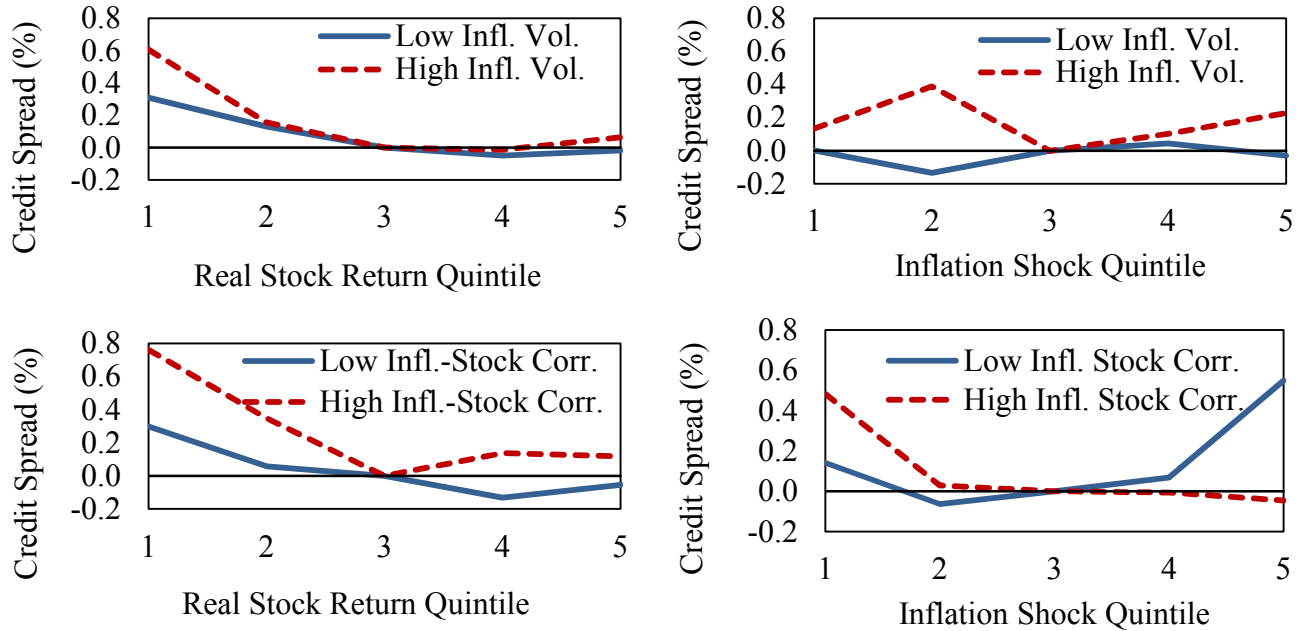 Credit Spread (%)
0.8
0.6
0.4
0.2
0.0
-0.2
Low Infl. Vol.
High Infl. Vol.
1 2 3 4 5
Real Stock Return Quintile
Credit Spread (%)
0.8
0.6
0.4
0.2
0.0
-0.2
Low Infl. Vol.
High Infl. Vol.
1 2 3 4 5
Inflation Shock Quintile
Credit Spread (%)
0.8
0.6
0.4
0.2
0.0
-0.2
Low Infl.-Stock Corr.
High Infl.-Stock Corr.
1 2 3 4 5
Real Stock Return Quintile
Credit Spread (%)
0.8
0.6
0.4
0.2
0.0
-0.2
Low Infl. Stock Corr.
High Infl. Stock Corr.
1 2 3 4 5
Inflation Shock Quintile